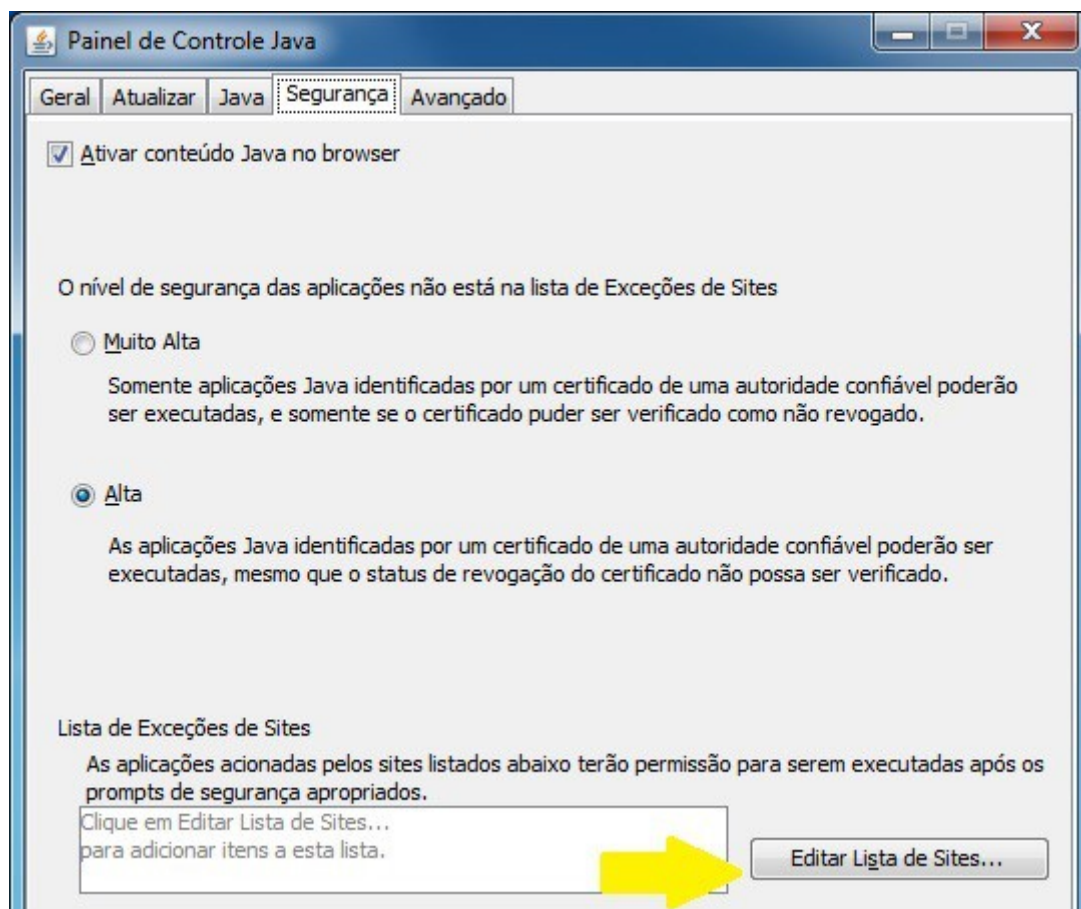 Painel de Controle Java
Geral Atualizar Java Segurança Avançado
Ativar conteúdo Java no browser
O nível de segurança das aplicações não está na lista de Exceções de Sites
Muito Alta
Somente aplicações Java identificadas por um certificado de uma autoridade confiável poderão
ser executadas, e somente se o certificado puder ser verificado como não revogado.
Alta
As aplicações Java identificadas por um certificado de uma autoridade confiável poderão ser
executadas, mesmo que o status de revogação do certificado não possa ser verificado.
Lista de Exceções de Sites
As aplicações acionadas pelos sites listados abaixo terão permissão para serem executadas após os
prompts de segurança apropriados.
Clique em Editar Lista de Sites...
para adicionar itens a esta lista.
Editar Lista de Sites...